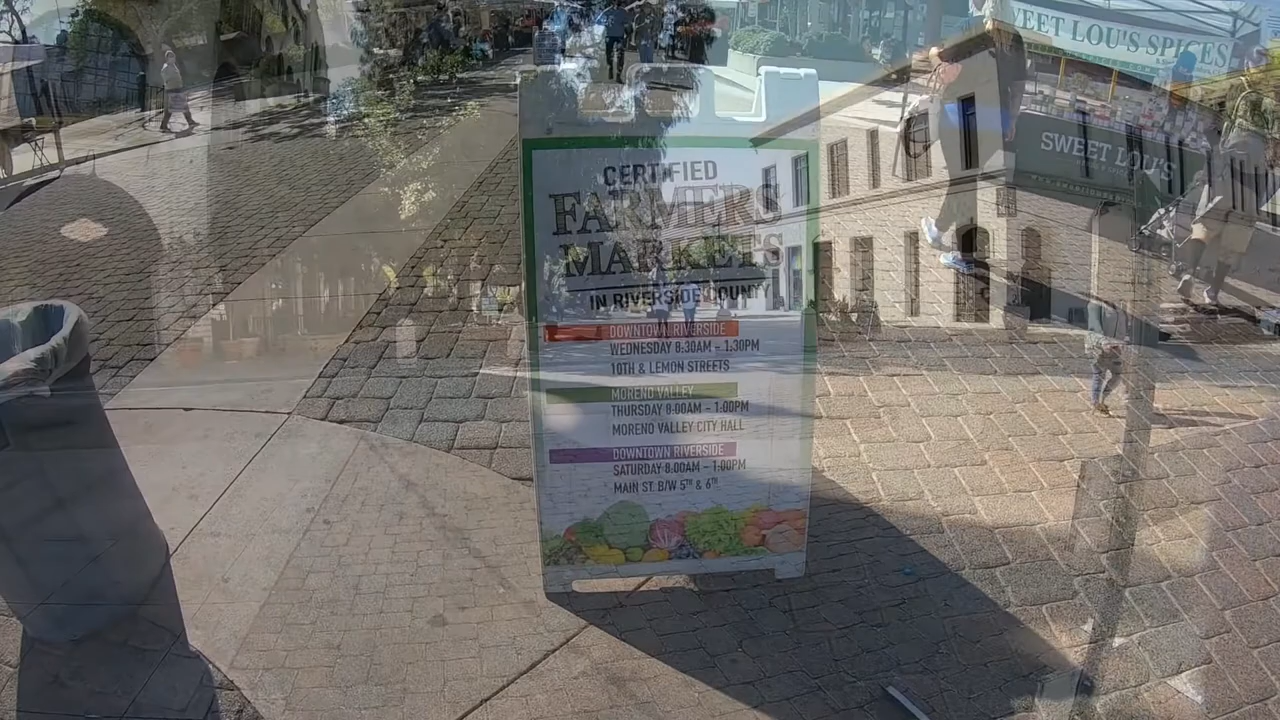 SWEET LOU'S SPICES
SWEET LOU'S
CERTIFIED
FARMERS
MARKETS
IN RIVERSIDE COUNTY
DOWNTOWN RIVERSIDE
WEDNESDAY 8:30AM - 1:30PM
10TH & LEMON STREETS
MORENO VALLEY
THURSDAY 8:00AM - 1:00PM
MORENO VALLEY CITY HALL
DOWNTOWN RIVERSIDE
SATURDAY 8:00AM - 1:00PM
MAIN ST. B/W 5TH & 6TH